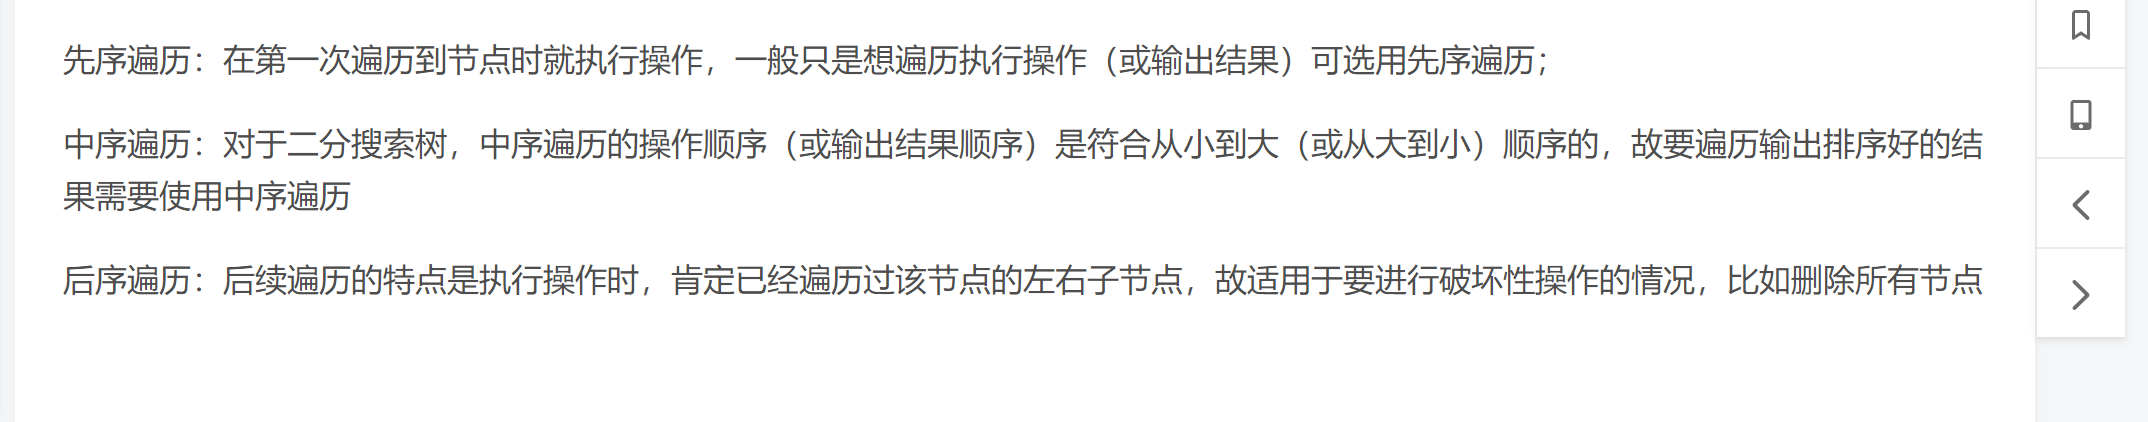 先序遍历：在第一次遍历到节点时就执行操作，一般只是想遍历执行操作（或输出结果）可选用先序遍历；
中序遍历：对于二分搜索树，中序遍历的操作顺序（或输出结果顺序）是符合从小到大（或从大到小）顺序的，故要遍历输出排序好的结
果需要使用中序遍历
后序遍历：后续遍历的特点是执行操作时，肯定已经遍历过该节点的左右子节点，故适用于要进行破坏性操作的情况，比如删除所有节点